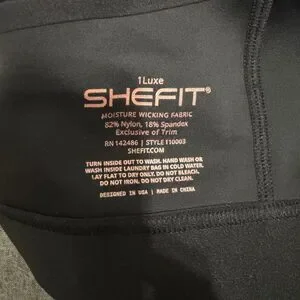 1Luxe
SHEFIT®
MOISTURE WICKING FABRIC
82% Nylon, 18% Spandex
Exclusive of Trim
RN 142486 | STYLE 110003
SHEFIT.COM
TURN INSIDE OUT TO WASH. HAND WASH OR
WASH INSIDE LAUNDRY BAG IN COLD WATER.
LAY FLAT TO DRY ONLY. DO NOT BLEACH.
DO NOT IRON. DO NOT DRY CLEAN.
DESIGNED IN USA | MADE IN CHINA